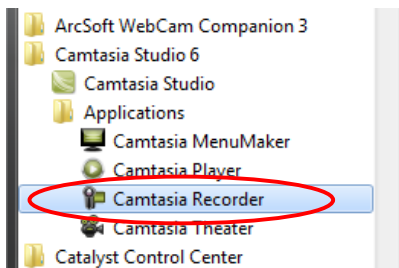 ArcSoft WebCam Companion 3
Camtasia Studio 6
Camtasia Studio
Applications
Camtasia MenuMaker
Camtasia Player
Camtasia Recorder
Camtasia Theater
Catalyst Control Center